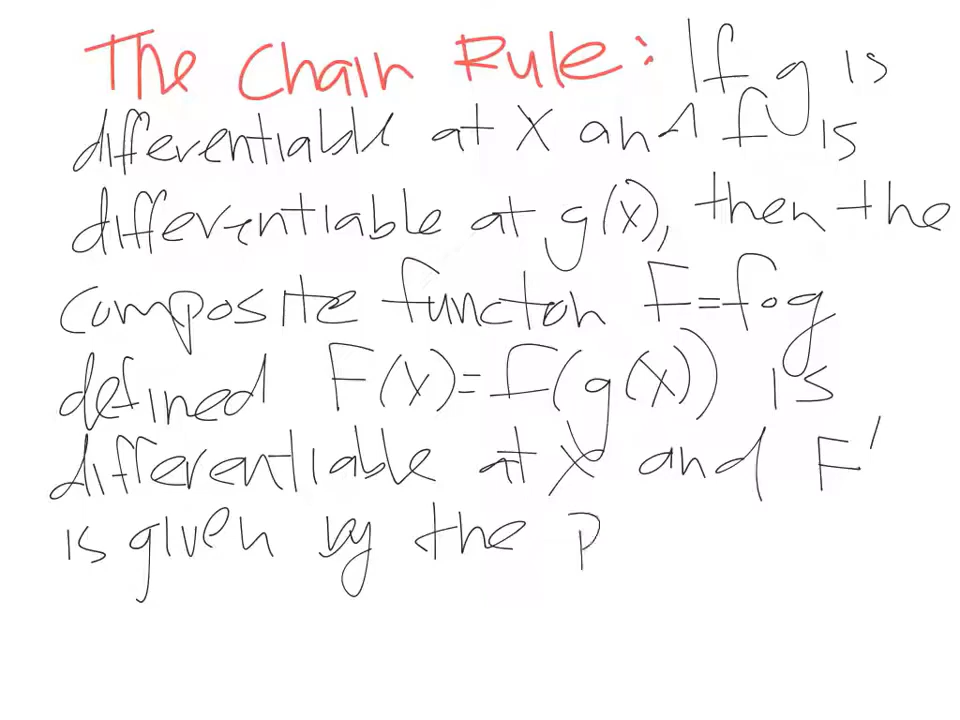 The Chain Rule: If g is
differentiable at x and f is
differentiable at g(x), then the
composite functon F=f∘g
defined F(x)=f(g(x)) is
differentiable at x and F'
is given by the p